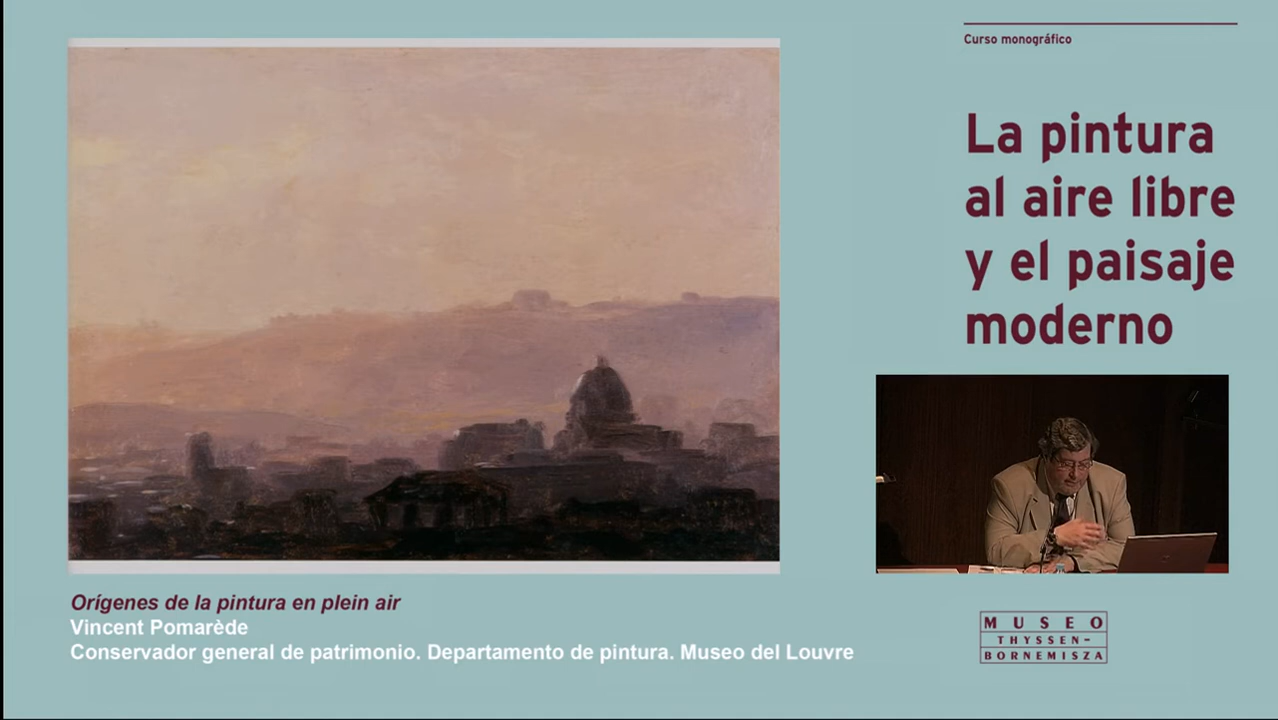 Curso monográfico
La pintura
al aire libre
y el paisaje
moderno
Orígenes de la pintura en plein air
Vincent Pomarède
Conservador general de patrimonio. Departamento de pintura. Museo del Louvre
MUSEO
THYSSEN-
BORNEMISZA